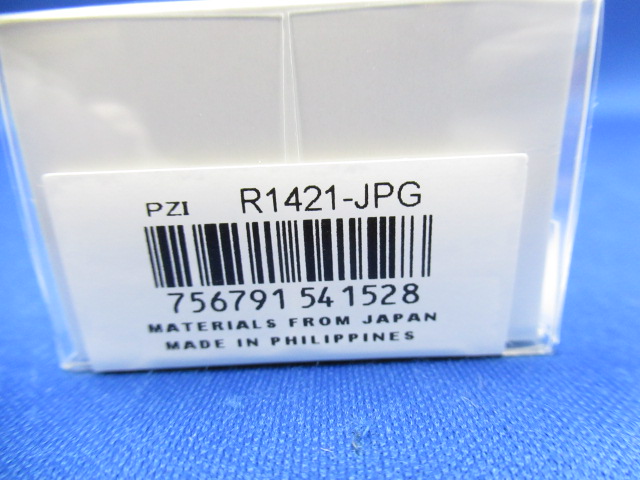 PZI R1421-JPG
756791 541528
MATERIALS FROM JAPAN
MADE IN PHILIPPINES